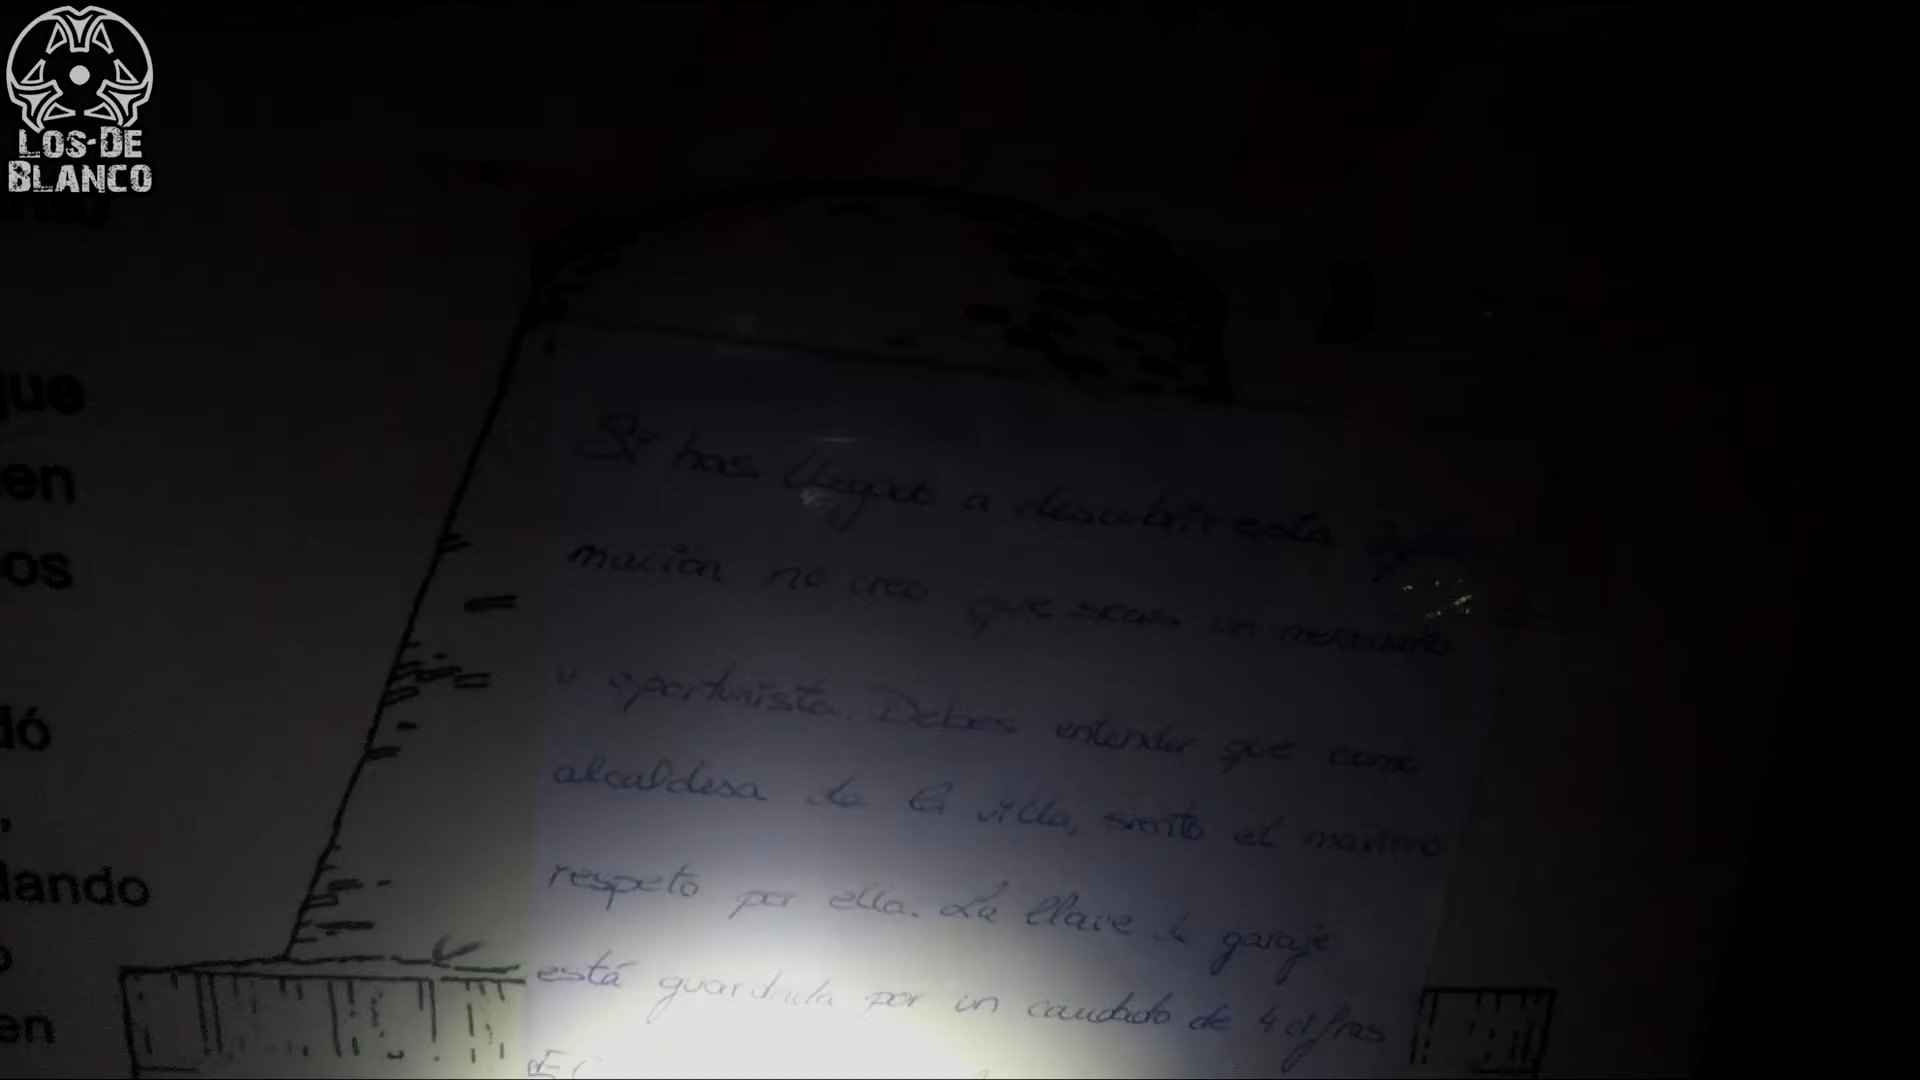 LOS-DE
BLANCO
que
en
os
dó
dando
o
en
Si has llegado a descubrir esta infor
mación no creo que seas un mercenario
u oportunista. Debes entender que como
alcaldesa de la villa, siento el máximo
respeto por ella. La llave de garaje
está guardada por un candado de 4 cifras